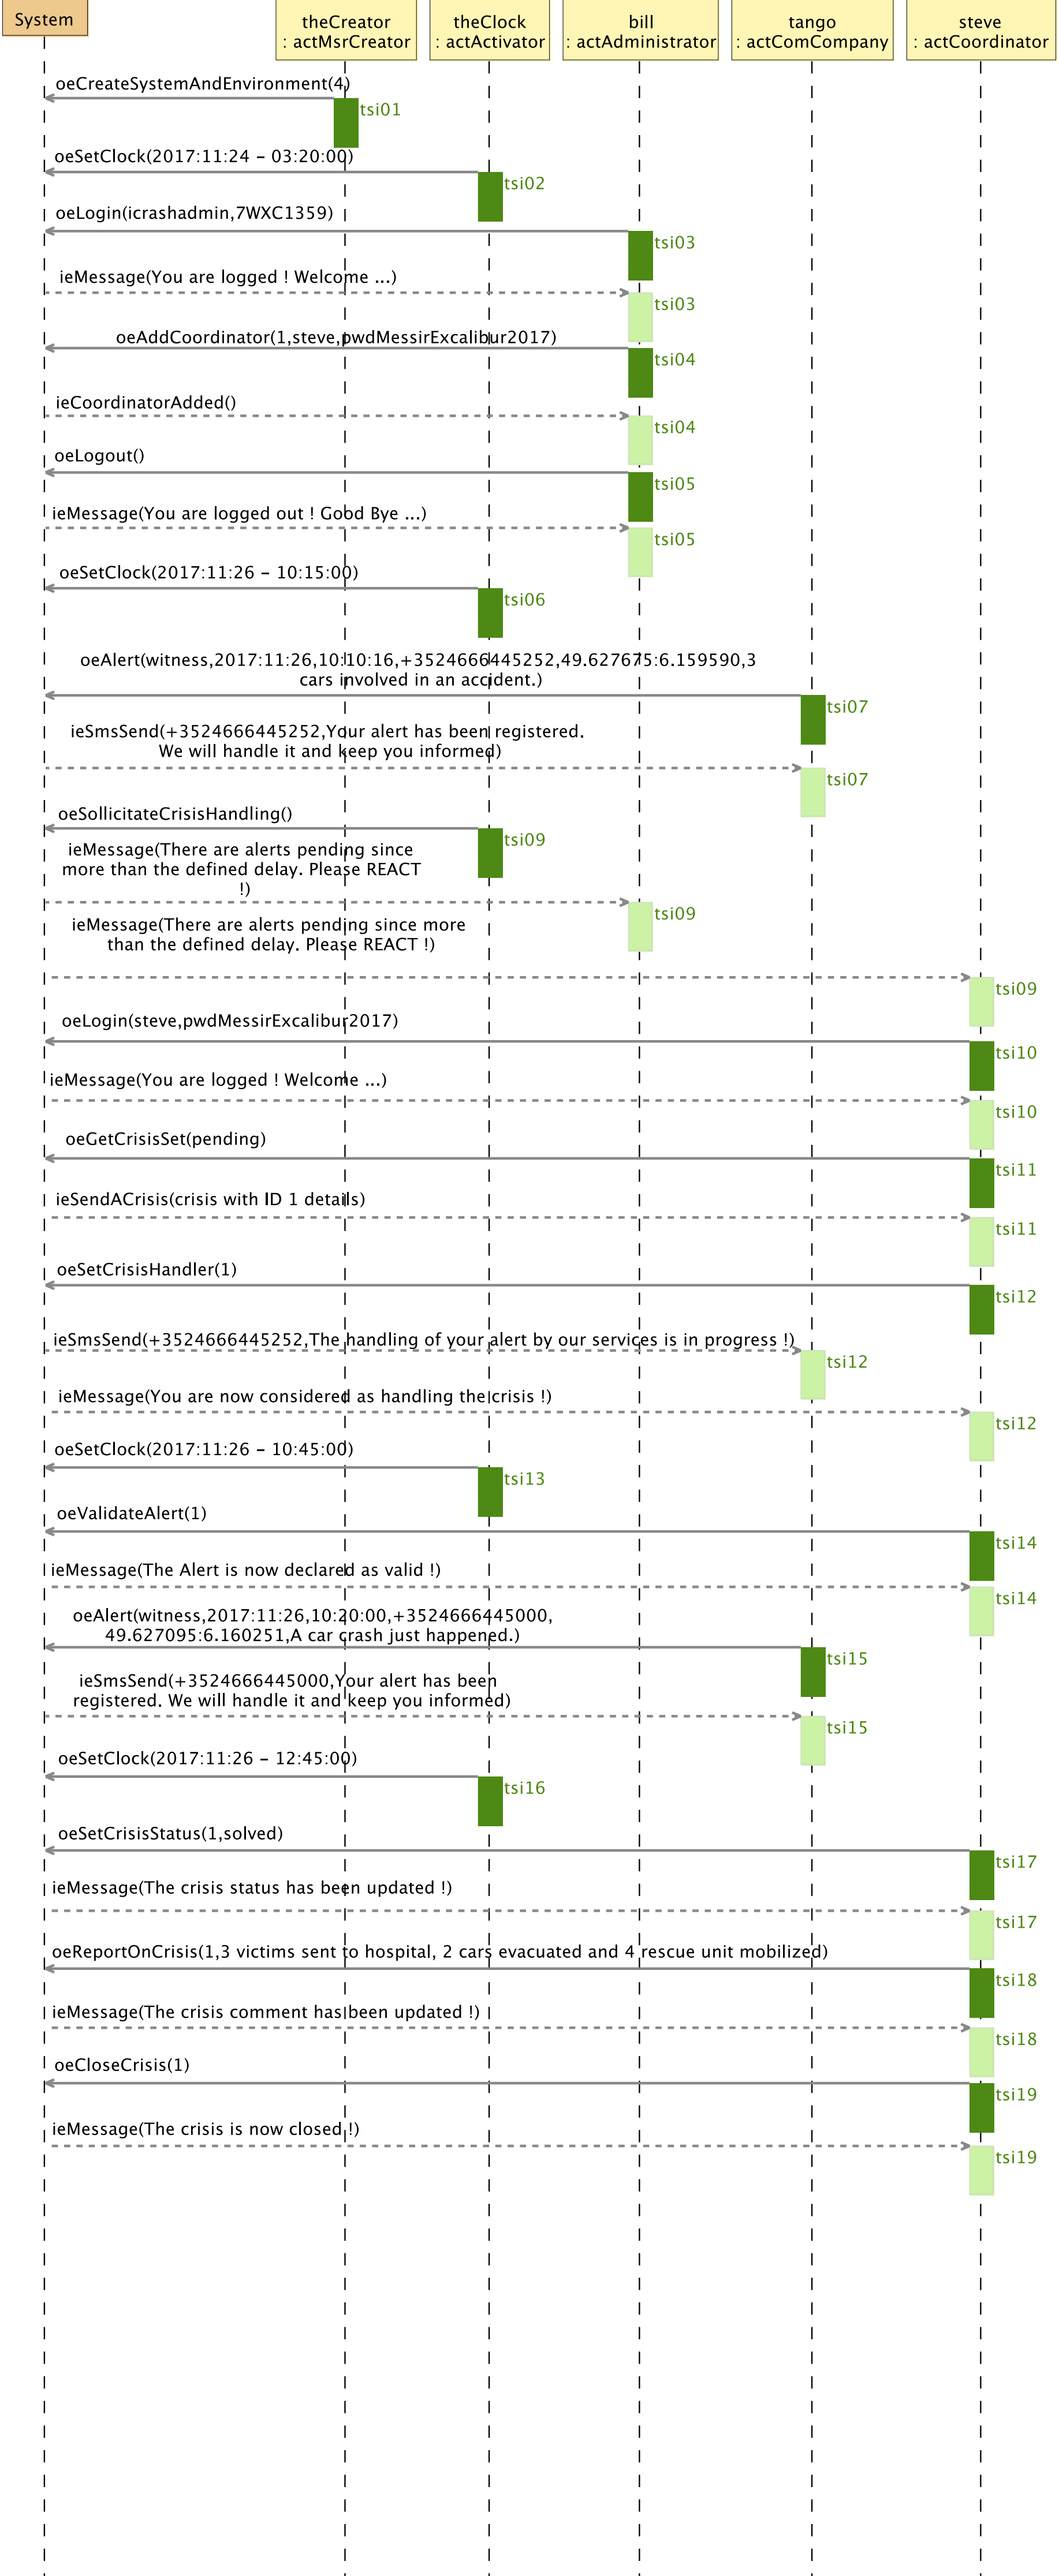 System
theCreator
: actMsrCreator
theClock
: actActivator
bill
: actAdministrator
tango
: actComCompany
steve
: actCoordinator
oeCreateSystemAndEnvironment(4)
tsi01
oeSetClock(2017:11:24 – 03:20:00)
tsi02
oeLogin(icrashadmin,7WXC1359)
tsi03
ieMessage(You are logged ! Welcome ...)
tsi03
oeAddCoordinator(1,steve,pwdMessirExcalibur2017)
tsi04
ieCoordinatorAdded()
tsi04
oeLogout()
tsi05
ieMessage(You are logged out ! Good Bye ...)
tsi05
oeSetClock(2017:11:26 – 10:15:00)
tsi06
oeAlert(witness,2017:11:26,10:10:16,+3524666445252,49.627675:6.159590,3
cars involved in an accident.)
tsi07
ieSmsSend(+3524666445252,Your alert has been registered.
We will handle it and keep you informed)
tsi07
oeSollicitateCrisisHandling()
tsi09
ieMessage(There are alerts pending since
more than the defined delay. Please REACT
!)
tsi09
ieMessage(There are alerts pending since more
than the defined delay. Please REACT !)
tsi09
oeLogin(steve,pwdMessirExcalibur2017)
tsi10
ieMessage(You are logged ! Welcome ...)
tsi10
oeGetCrisisSet(pending)
tsi11
ieSendACrisis(crisis with ID 1 details)
tsi11
oeSetCrisisHandler(1)
tsi12
ieSmsSend(+3524666445252,The handling of your alert by our services is in progress !)
tsi12
ieMessage(You are now considered as handling the crisis !)
tsi12
oeSetClock(2017:11:26 – 10:45:00)
tsi13
oeValidateAlert(1)
tsi14
ieMessage(The Alert is now declared as valid !)
tsi14
oeAlert(witness,2017:11:26,10:20:00,+3524666445000,
49.627095:6.160251,A car crash just happened.)
tsi15
ieSmsSend(+3524666445000,Your alert has been
registered. We will handle it and keep you informed)
tsi15
oeSetClock(2017:11:26 – 12:45:00)
tsi16
oeSetCrisisStatus(1,solved)
tsi17
ieMessage(The crisis status has been updated !)
tsi17
oeReportOnCrisis(1,3 victims sent to hospital, 2 cars evacuated and 4 rescue unit mobilized)
tsi18
ieMessage(The crisis comment has been updated !)
tsi18
oeCloseCrisis(1)
tsi19
ieMessage(The crisis is now closed !)
tsi19